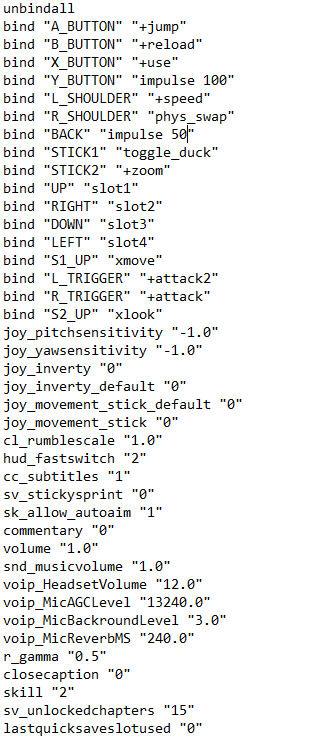 unbindall
bind "A_BUTTON" "+jump"
bind "B_BUTTON" "+reload"
bind "X_BUTTON" "+use"
bind "Y_BUTTON" "impulse 100"
bind "L_SHOULDER" "+speed"
bind "R_SHOULDER" "phys_swap"
bind "BACK" "impulse 50"
bind "STICK1" "toggle_duck"
bind "STICK2" "+zoom"
bind "UP" "slot1"
bind "RIGHT" "slot2"
bind "DOWN" "slot3"
bind "LEFT" "slot4"
bind "S1_UP" "xmove"
bind "L_TRIGGER" "+attack2"
bind "R_TRIGGER" "+attack"
bind "S2_UP" "xlook"
joy_pitchsensitivity "-1.0"
joy_yawsensitivity "-1.0"
joy_inverty "0"
joy_inverty_default "0"
joy_movement_stick_default "0"
joy_movement_stick "0"
cl_rumblescale "1.0"
hud_fastswitch "2"
cc_subtitles "1"
sv_stickysprint "0"
sk_allow_autoaim "1"
commentary "0"
volume "1.0"
snd_musicvolume "1.0"
voip_HeadsetVolume "12.0"
voip_MicAGCLevel "13240.0"
voip_MicBackroundLevel "3.0"
voip_MicReverbMS "240.0"
r_gamma "0.5"
closecaption "0"
skill "2"
sv_unlockedchapters "15"
lastquicksaveslotused "0"